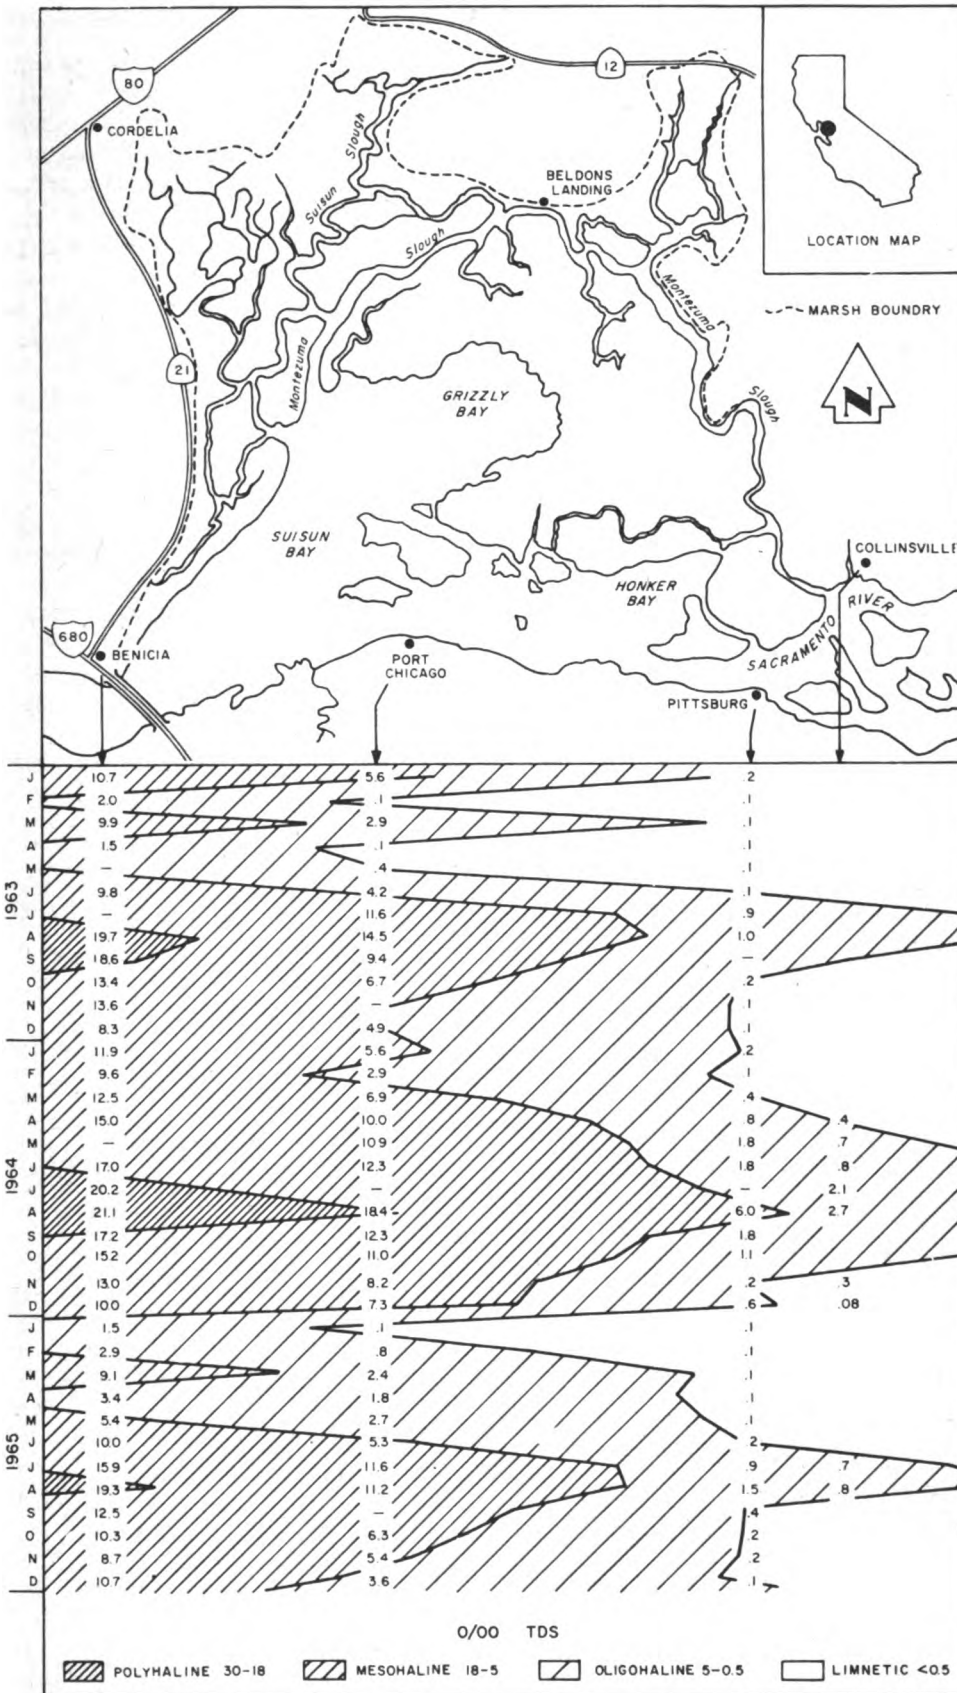 80
12
CORDELIA
BELDONS
LANDING
Suisun
Slough
Slough
Montezuma
Montezuma
Slough
LOCATION MAP
MARSH BOUNDRY
N
21
GRIZZLY
BAY
SUISUN
BAY
HONKER
BAY
COLLINSVILLE
SACRAMENTO RIVER
680
BENICIA
PORT
CHICAGO
PITTSBURG
1963
J 10.7 5.6 .2
F 2.0 .1 .1
M 9.9 2.9 .1
A 1.5 .1 .1
M — .4 .1
J 9.8 4.2 .1
J — 11.6 .9
A 19.7 14.5 1.0
S 18.6 9.4 —
O 13.4 6.7 .2
N 13.6 — .1
D 8.3 4.9 .1
1964
J 11.9 5.6 .2
F 9.6 2.9 .1
M 12.5 6.9 .4
A 15.0 10.0 .8 .4
M — 10.9 1.8 .7
J 17.0 12.3 1.8 .8
J 20.2 — — 2.1
A 21.1 18.4 6.0 2.7
S 17.2 12.3 1.8
O 15.2 11.0 1.1
N 13.0 8.2 .2 .3
D 10.0 7.3 .6 .08
1965
J 1.5 .1 .1
F 2.9 .8 .1
M 9.1 2.4 .1
A 3.4 1.8 .1
M 5.4 2.7 .1
J 10.0 5.3 .2
J 15.9 11.6 .9 .7
A 19.3 11.2 1.5 .8
S 12.5 — .4
O 10.3 6.3 .2
N 8.7 5.4 .2
D 10.7 3.6 .1
0/00 TDS
POLYHALINE 30-18
MESOHALINE 18-5
OLIGOHALINE 5-0.5
LIMNETIC <0.5